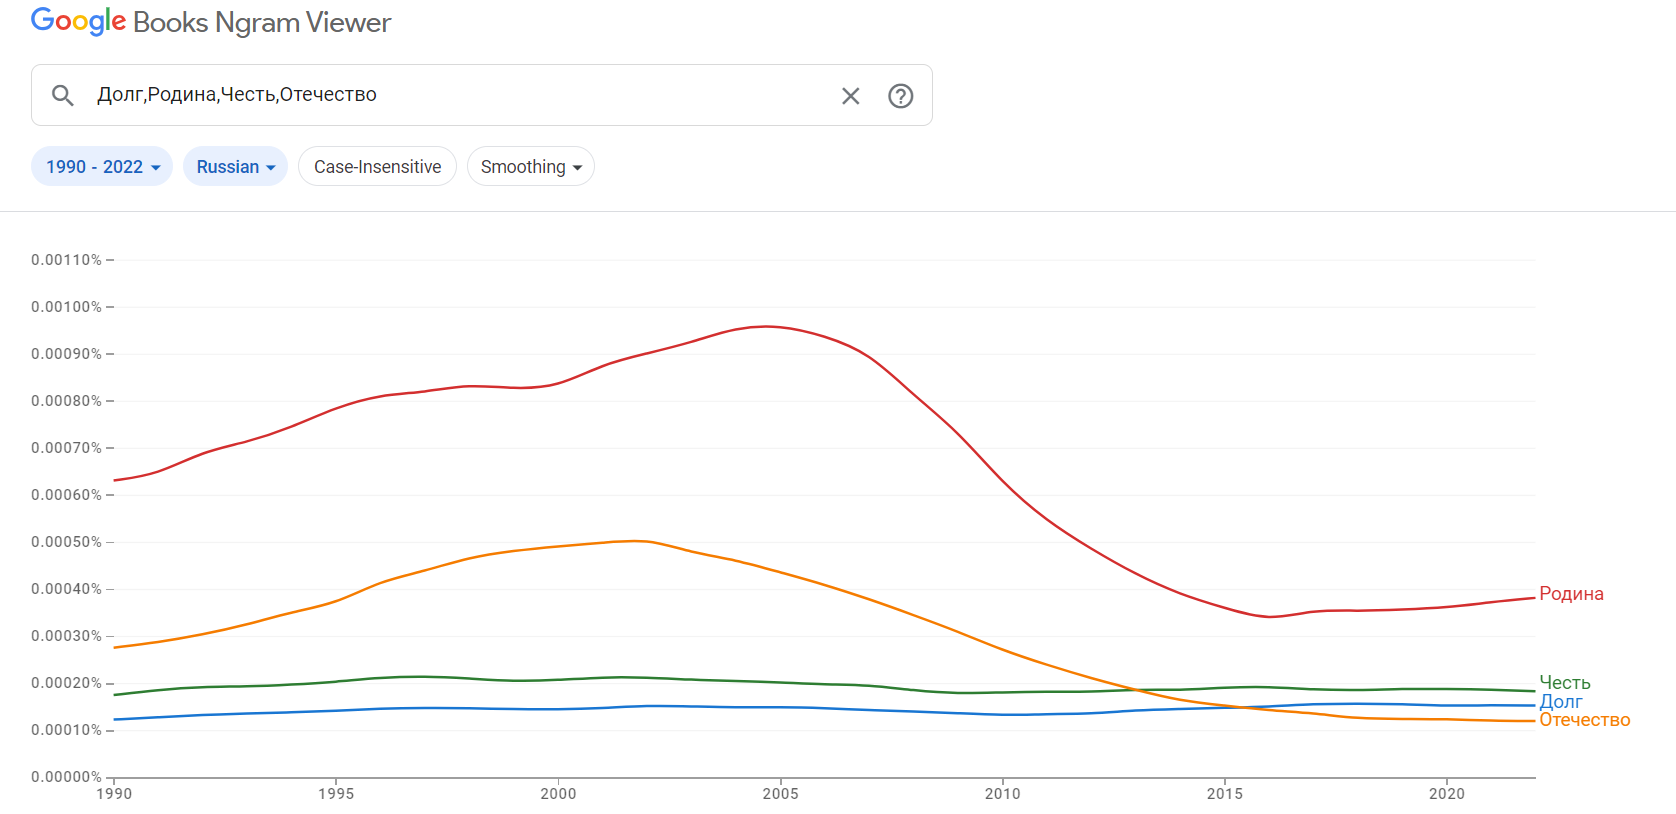 Google Books Ngram Viewer
Долг,Родина,Честь,Отечество
1990 - 2022 Russian Case-Insensitive Smoothing
0.00110%
0.00100%
0.00090%
0.00080%
0.00070%
0.00060%
0.00050%
0.00040%
Родина
0.00030%
0.00020%
Честь
Долг
Отечество
0.00010%
0.00000%
1990 1995 2000 2005 2010 2015 2020